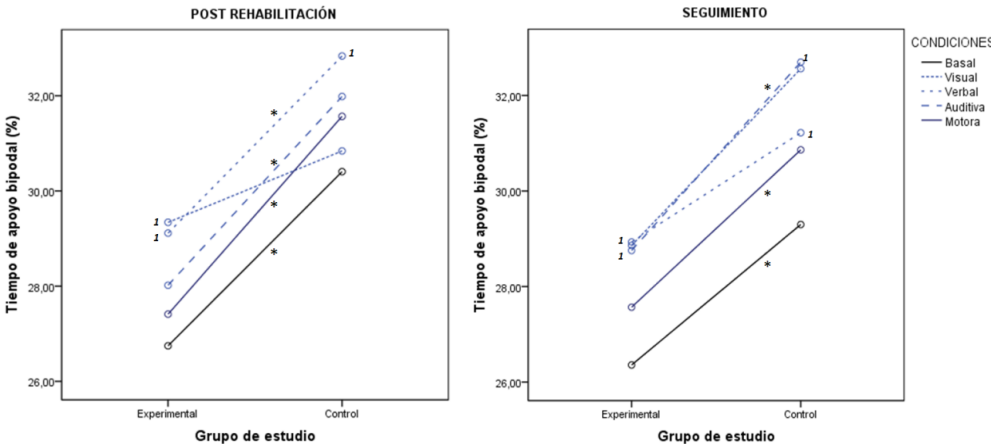 POST REHABILITACIÓN
Tiempo de apoyo bipodal (%)
32,00
30,00
28,00
26,00
1
1
1
*
*
*
*
Experimental
Control
Grupo de estudio
SEGUIMIENTO
Tiempo de apoyo bipodal (%)
32,00
30,00
28,00
26,00
1
1
1
1
*
*
*
Experimental
Control
Grupo de estudio
CONDICIONES
Basal
Visual
Verbal
Auditiva
Motora